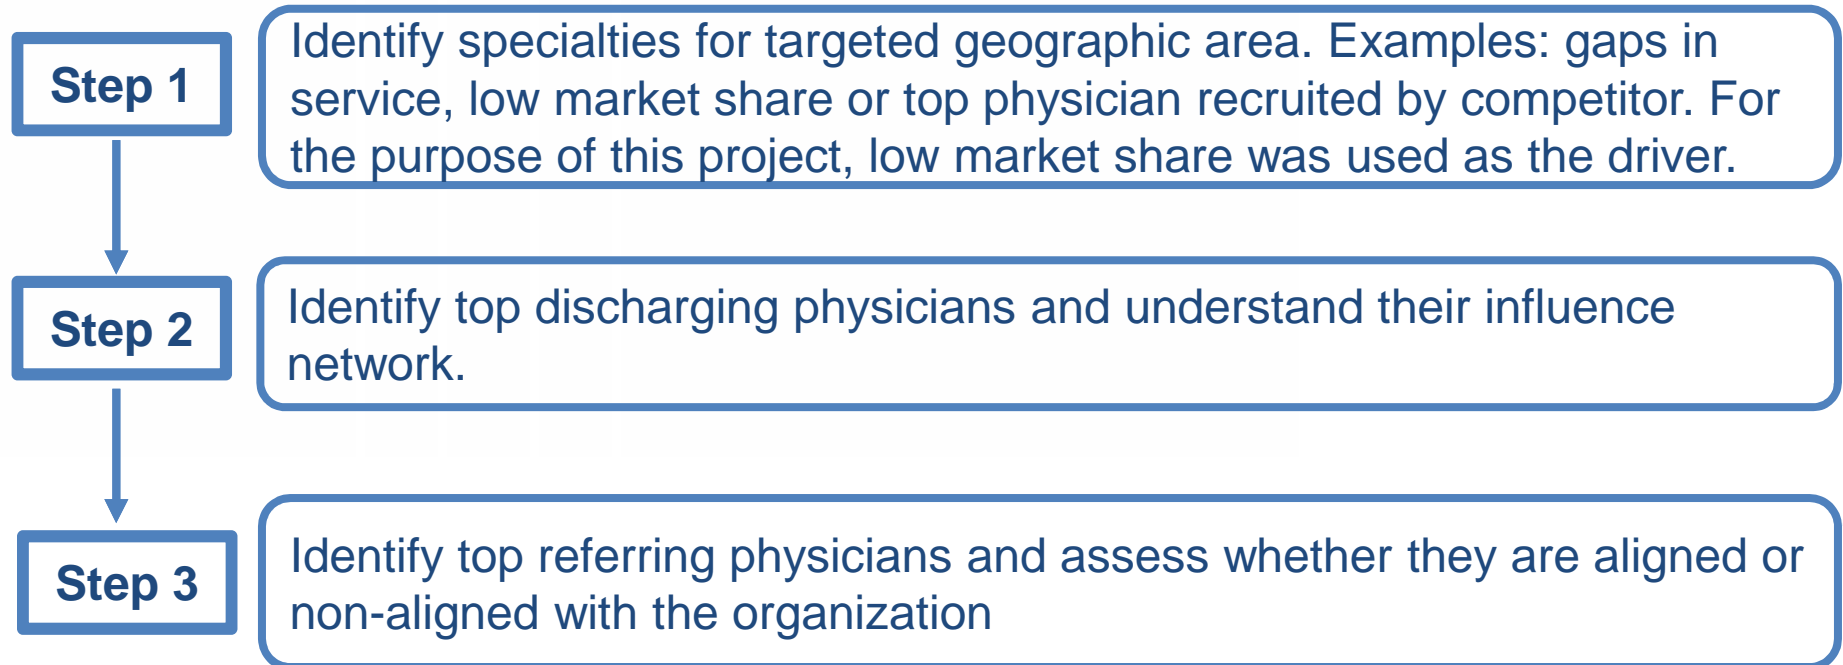 Step 1
Identify specialties for targeted geographic area. Examples: gaps in
service, low market share or top physician recruited by competitor. For
the purpose of this project, low market share was used as the driver.
Step 2
Identify top discharging physicians and understand their influence
network.
Step 3
Identify top referring physicians and assess whether they are aligned or
non-aligned with the organization